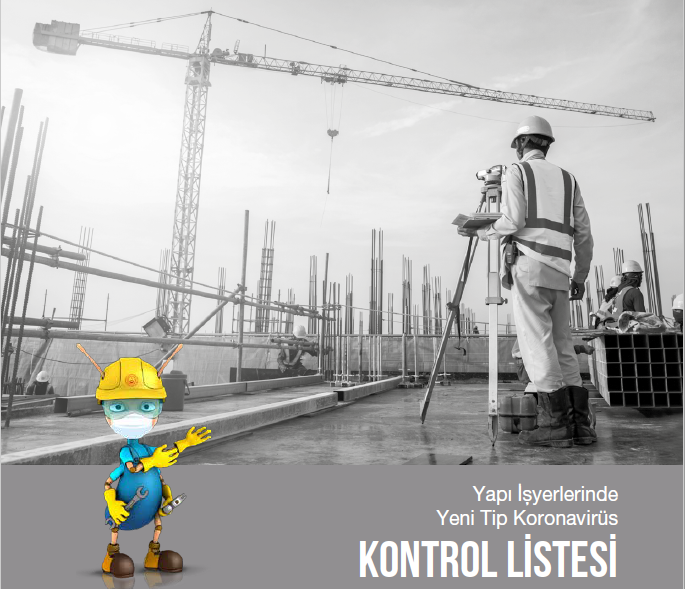 Yapı İşyerlerinde
Yeni Tip Koronavirüs
KONTROL LİSTESİ